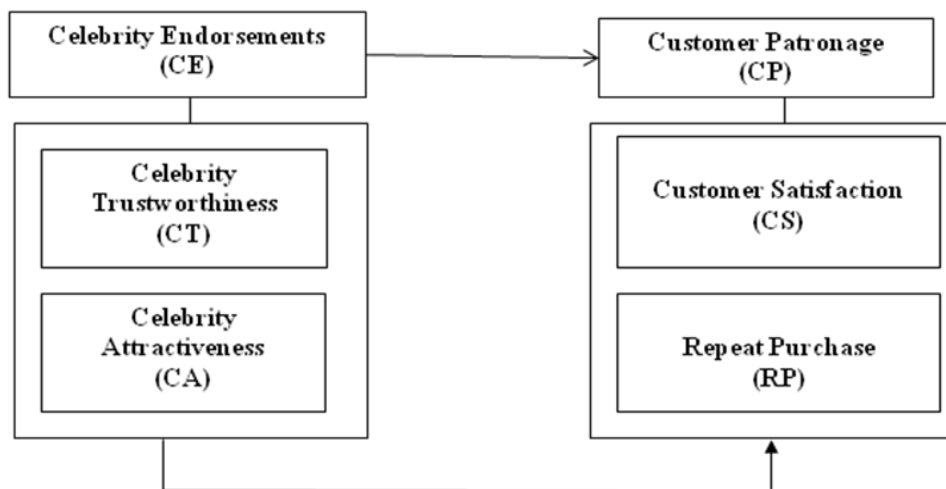 Celebrity Endorsements
(CE)
Customer Patronage
(CP)
Celebrity
Trustworthiness
(CT)
Customer Satisfaction
(CS)
Celebrity
Attractiveness
(CA)
Repeat Purchase
(RP)